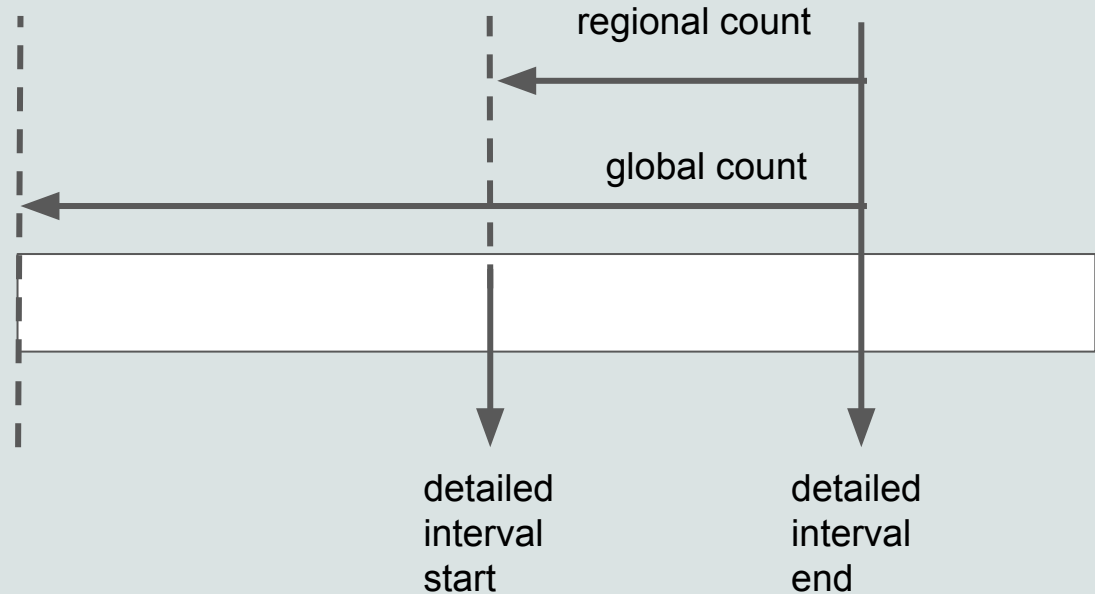 regional count
global count
detailed
interval
start
detailed
interval
end